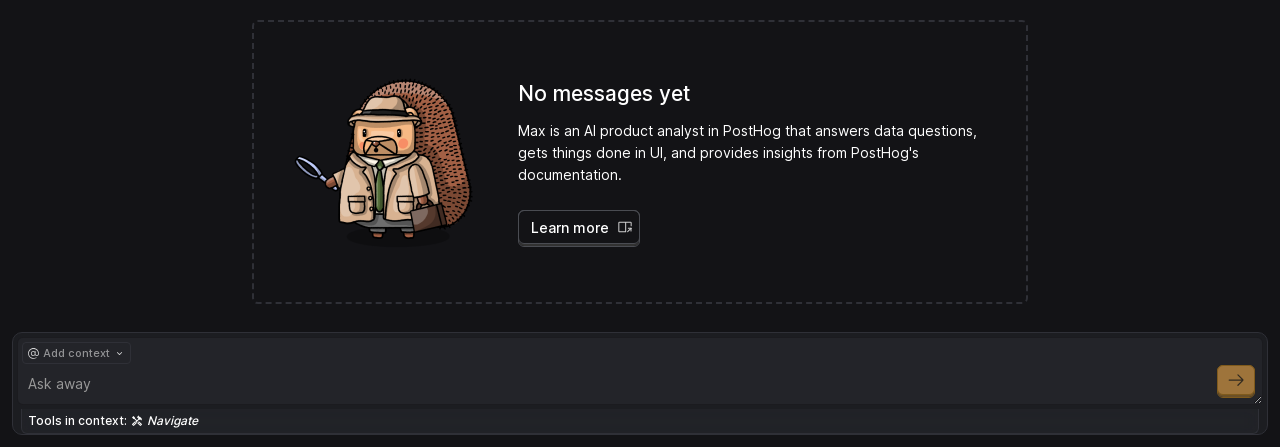 No messages yet
Max is an AI product analyst in PostHog that answers data questions,
gets things done in UI, and provides insights from PostHog's
documentation.
Learn more
@ Add context
Ask away
Tools in context: Navigate